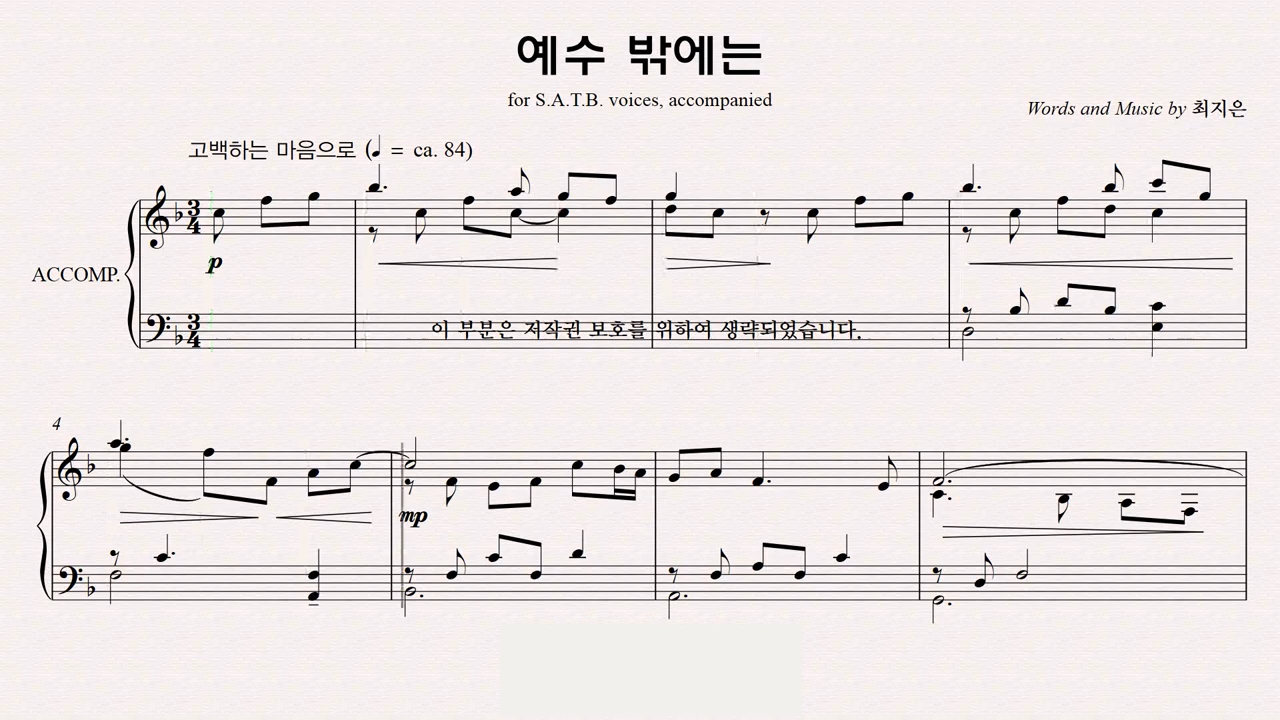 예수 밖에는
for S.A.T.B. voices, accompanied
Words and Music by 최지은
고백하는 마음으로 (♩ = ca. 84)
3
4
ACCOMP.
p
3
4
이 부분은 저작권 보호를 위하여 생략되었습니다.
4
mp